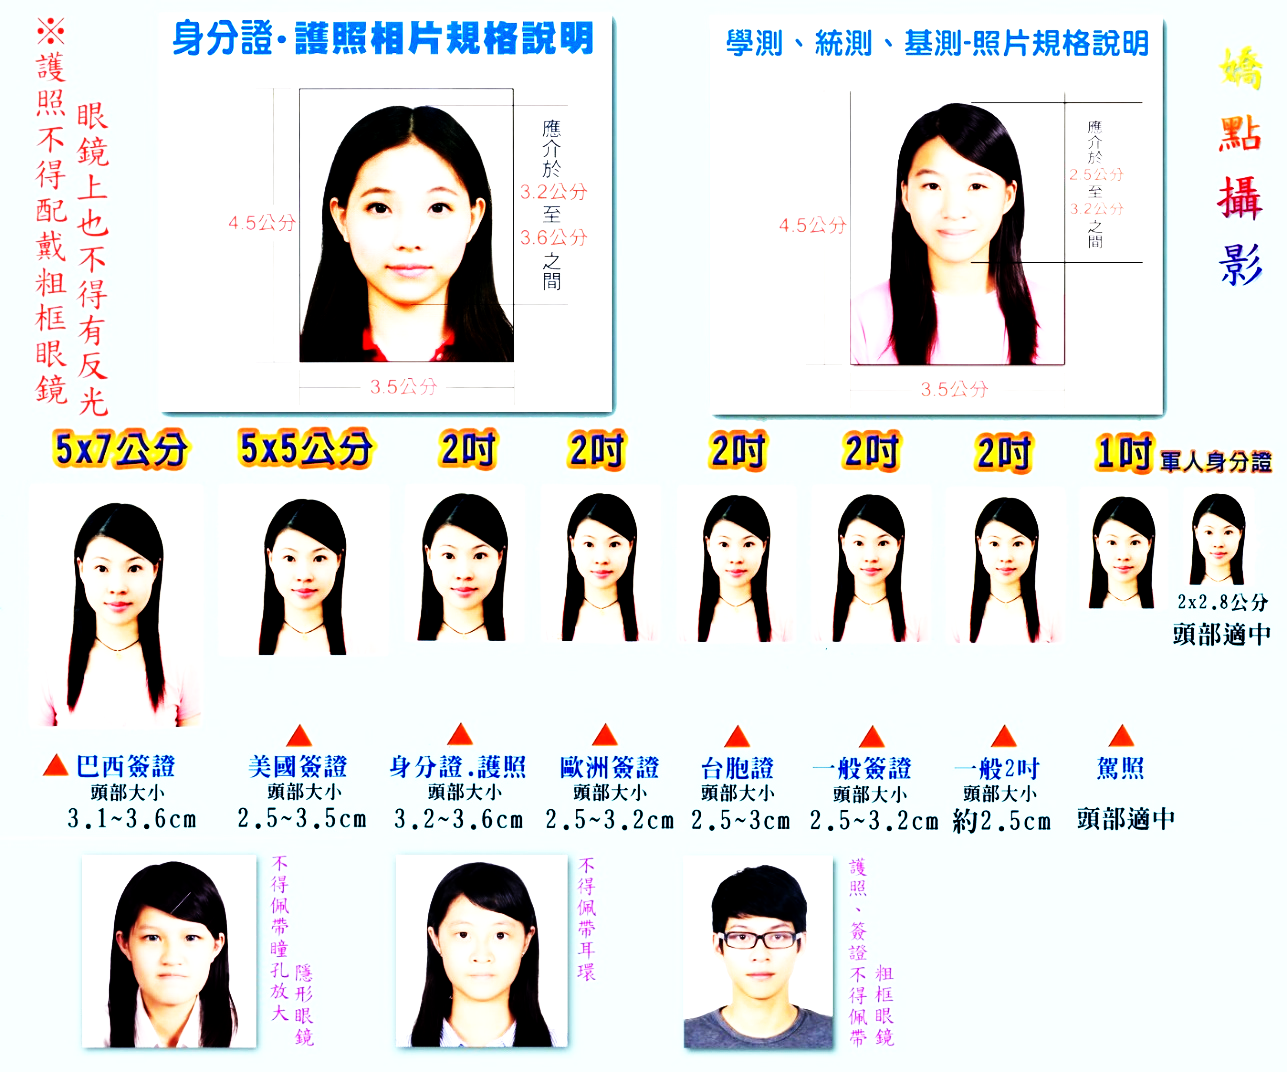 ※護照不得配戴粗框眼鏡
眼鏡上也不得有反光
身分證·護照相片規格說明
4.5公分
應介於
3.2公分
至
3.6公分
之間
3.5公分
學測、統測、基測-照片規格說明
4.5公分
應介於
2.5公分
至
3.2公分
之間
3.5公分
嬌點攝影
5x7公分
5x5公分
2吋
2吋
2吋
2吋
2吋
1吋
軍人身分證
2x2.8公分
頭部適中
巴西簽證
頭部大小
3.1~3.6cm
美國簽證
頭部大小
2.5~3.5cm
身分證.護照
頭部大小
3.2~3.6cm
歐洲簽證
頭部大小
2.5~3.2cm
台胞證
頭部大小
2.5~3cm
一般簽證
頭部大小
2.5~3.2cm
一般2吋
頭部大小
約2.5cm
駕照
頭部適中
不得佩帶瞳孔放大
隱形眼鏡
不得佩帶耳環
護照、簽證不得佩帶
粗框眼鏡